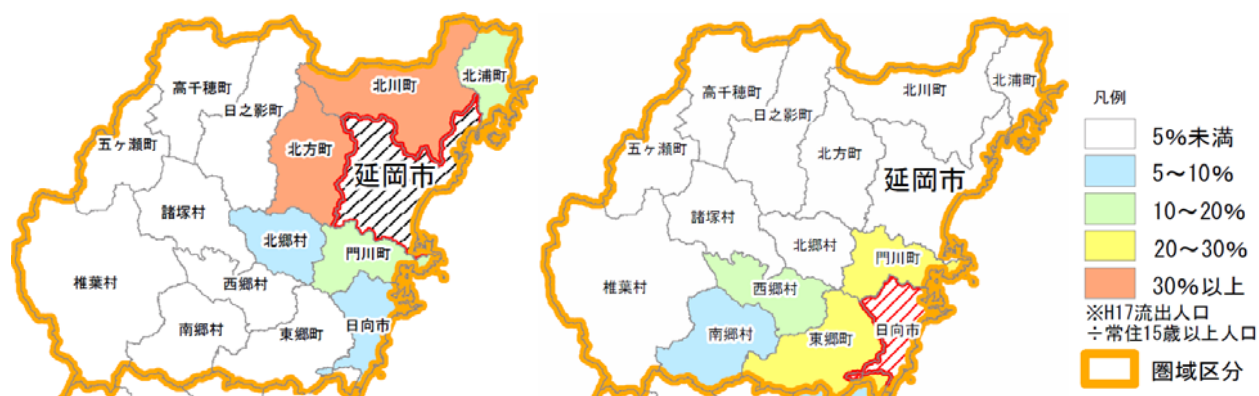 高千穂町
日之影町
北川町
北浦町
五ヶ瀬町
北方町
延岡市
諸塚村
北郷村
門川町
椎葉村
西郷村
日向市
南郷村
東郷町
高千穂町
日之影町
北川町
北浦町
五ヶ瀬町
北方町
延岡市
諸塚村
北郷村
門川町
椎葉村
西郷村
日向市
南郷村
東郷町
凡例
5%未満
5～10%
10～20%
20～30%
30%以上
※H17流出人口
÷常住15歳以上人口
圏域区分